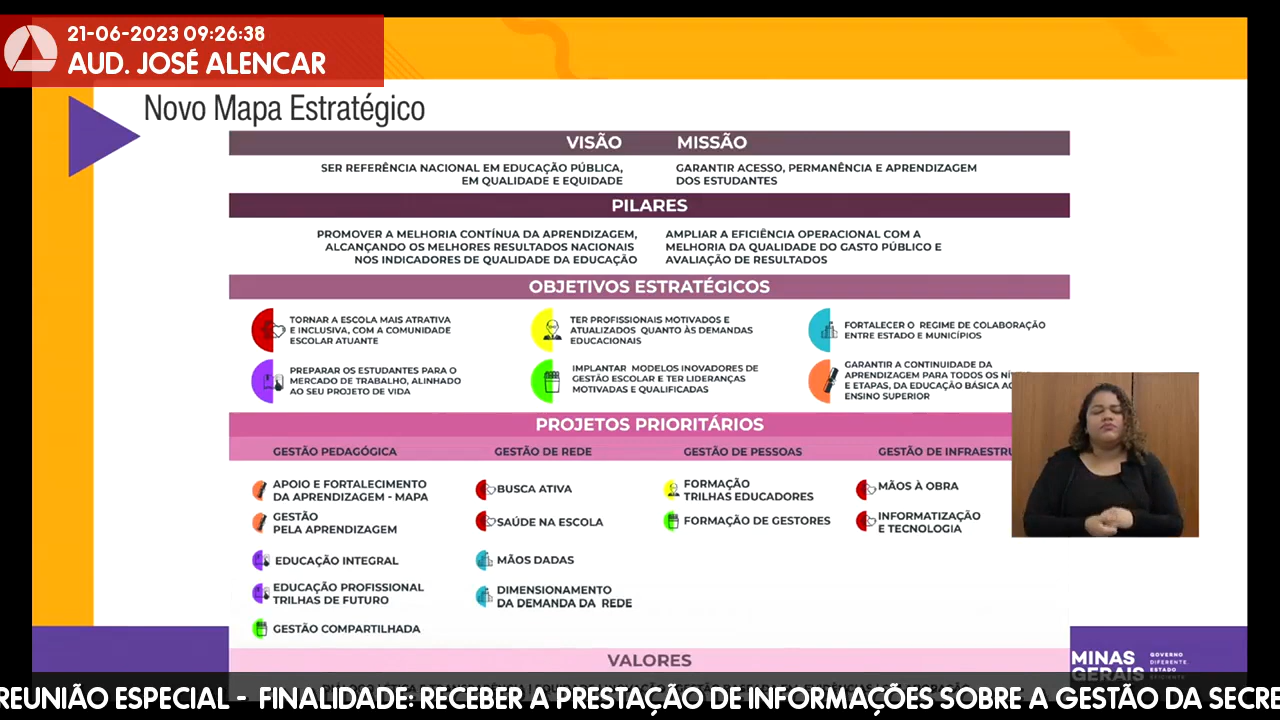 21-06-2023 09:26:38
AUD. JOSÉ ALENCAR
Novo Mapa Estratégico
VISÃO
MISSÃO
SER REFERÊNCIA NACIONAL EM EDUCAÇÃO PÚBLICA,
EM QUALIDADE E EQUIDADE
GARANTIR ACESSO, PERMANÊNCIA E APRENDIZAGEM
DOS ESTUDANTES
PILARES
PROMOVER A MELHORIA CONTÍNUA DA APRENDIZAGEM,
ALCANÇANDO OS MELHORES RESULTADOS NACIONAIS
NOS INDICADORES DE QUALIDADE DA EDUCAÇÃO
AMPLIAR A EFICIÊNCIA OPERACIONAL COM A
MELHORIA DA QUALIDADE DO GASTO PÚBLICO E
AVALIAÇÃO DE RESULTADOS
OBJETIVOS ESTRATÉGICOS
TORNAR A ESCOLA MAIS ATRATIVA
E INCLUSIVA, COM A COMUNIDADE
ESCOLAR ATUANTE
TER PROFISSIONAIS MOTIVADOS E
ATUALIZADOS QUANTO ÀS DEMANDAS
EDUCACIONAIS
FORTALECER O REGIME DE COLABORAÇÃO
ENTRE ESTADO E MUNICÍPIOS
PREPARAR OS ESTUDANTES PARA O
MERCADO DE TRABALHO, ALINHADO
AO SEU PROJETO DE VIDA
IMPLANTAR MODELOS INOVADORES DE
GESTÃO ESCOLAR E TER LIDERANÇAS
MOTIVADAS E QUALIFICADAS
GARANTIR A CONTINUIDADE DA
APRENDIZAGEM PARA TODOS OS
E ETAPAS, DA EDUCAÇÃO BÁSICA
ENSINO SUPERIOR
PROJETOS PRIORITÁRIOS
GESTÃO PEDAGÓGICA
GESTÃO DE REDE
GESTÃO DE PESSOAS
GESTÃO DE INFRAESTRU
APOIO E FORTALECIMENTO
DA APRENDIZAGEM - MAPA
GESTÃO
PELA APRENDIZAGEM
EDUCAÇÃO INTEGRAL
EDUCAÇÃO PROFISSIONAL
TRILHAS DE FUTURO
GESTÃO COMPARTILHADA
BUSCA ATIVA
SAÚDE NA ESCOLA
MÃOS DADAS
DIMENSIONAMENTO
DA DEMANDA DA REDE
FORMAÇÃO
TRILHAS EDUCADORES
FORMAÇÃO DE GESTORES
MÃOS À OBRA
INFORMATIZAÇÃO
E TECNOLOGIA
VALORES
MINAS
GERAIS
GOVERNO
DIFERENTE.
ESTADO
EFICIENTE
REUNIÃO ESPECIAL - FINALIDADE: RECEBER A PRESTAÇÃO DE INFORMAÇÕES SOBRE A GESTÃO DA SECRE